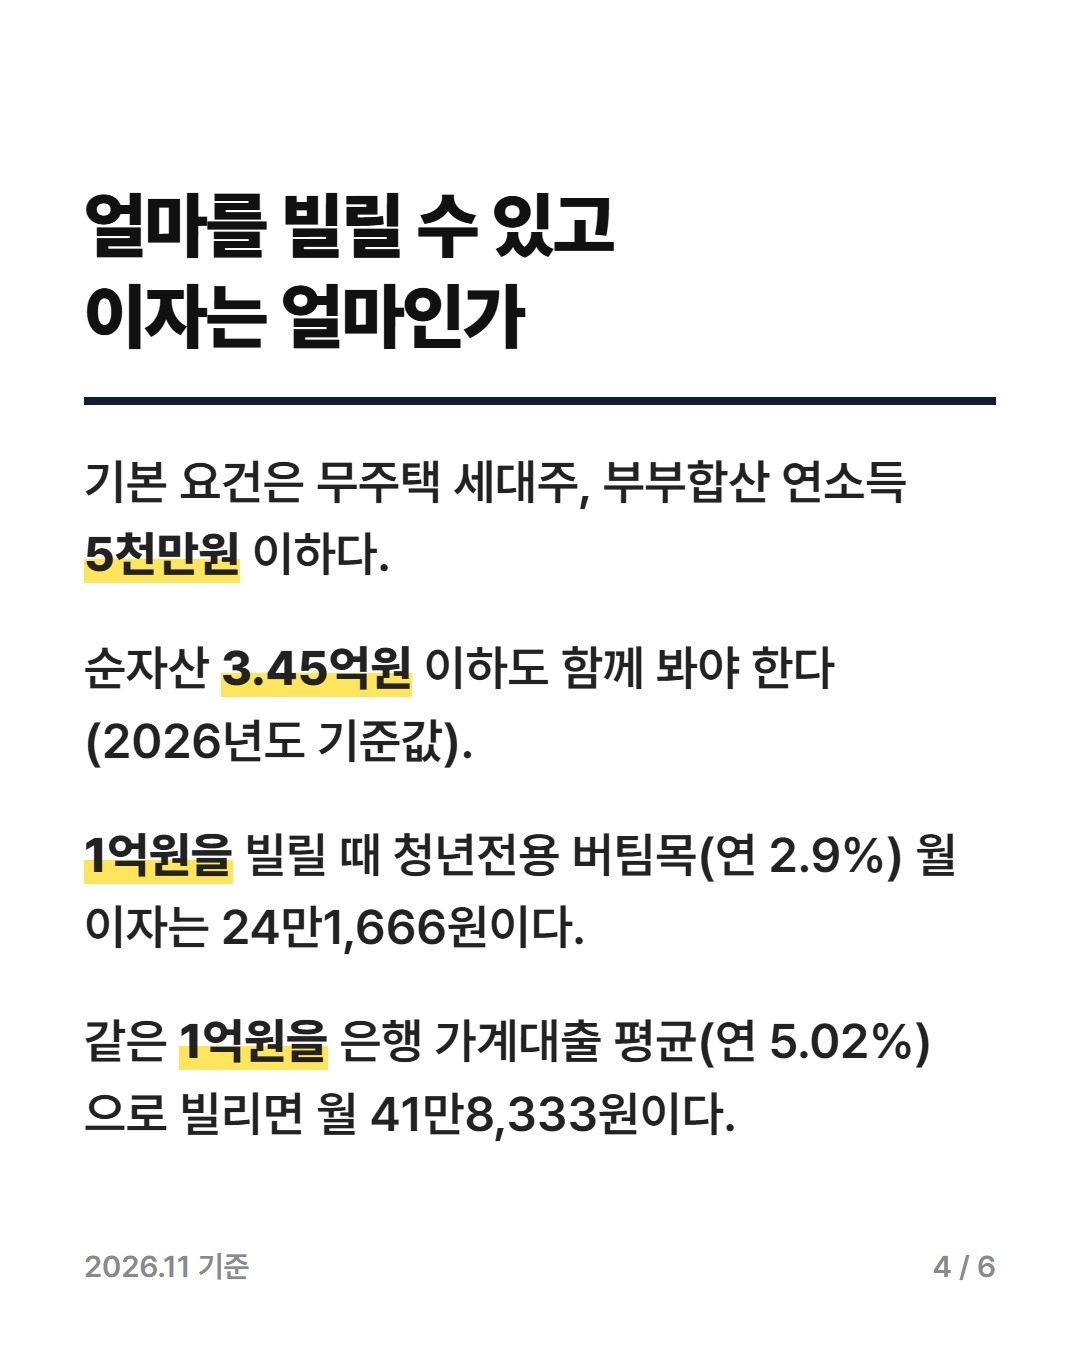 얼마를 빌릴 수 있고
이자는 얼마인가
기본 요건은 무주택 세대주, 부부합산 연소득
5천만원 이하다.
순자산 3.45억원 이하도 함께 봐야 한다
(2026년도 기준값).
1억원을 빌릴 때 청년전용 버팀목(연 2.9%) 월
이자는 24만1,666원이다.
같은 1억원을 은행 가계대출 평균(연 5.02%)
으로 빌리면 월 41만8,333원이다.
2026.11 기준
4 / 6